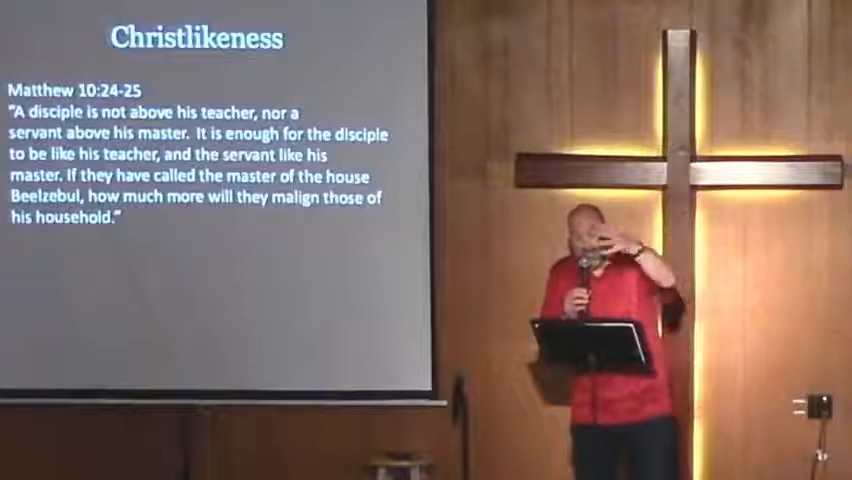 Christlikeness
Matthew 10:24-25
"A disciple is not above his teacher, nor a
servant above his master. It is enough for the disciple
to be like his teacher, and the servant like his
master. If they have called the master of the house
Beelzebul, how much more will they malign those of
his household."